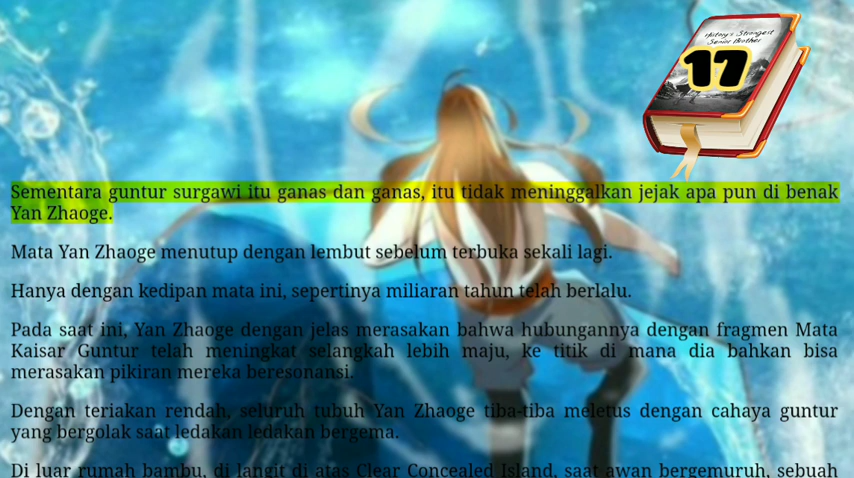 History's Strongest
Senior Brother
17
Sementara guntur surgawi itu ganas dan ganas, itu tidak meninggalkan jejak apa pun di benak
Yan Zhaoge.
Mata Yan Zhaoge menutup dengan lembut sebelum terbuka sekali lagi.
Hanya dengan kedipan mata ini, sepertinya miliaran tahun telah berlalu.
Pada saat ini, Yan Zhaoge dengan jelas merasakan bahwa hubungannya dengan fragmen Mata
Kaisar Guntur telah meningkat selangkah lebih maju, ke titik di mana dia bahkan bisa
merasakan pikiran mereka beresonansi.
Dengan teriakan rendah, seluruh tubuh Yan Zhaoge tiba-tiba meletus dengan cahaya guntur
yang bergolak saat ledakan ledakan bergema.
Di luar rumah bambu, di langit di atas Clear Concealed Island, saat awan bergemuruh, sebuah